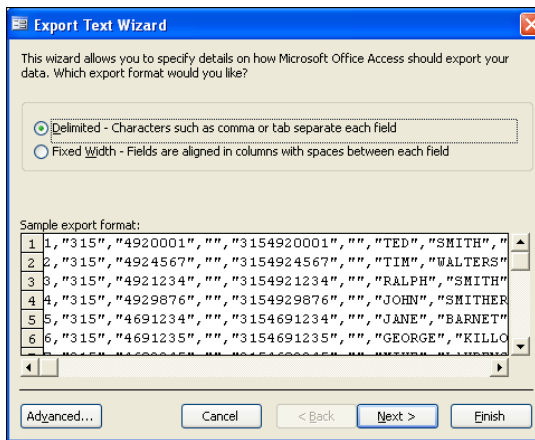 Export Text Wizard
This wizard allows you to specify details on how Microsoft Office Access should export your
data. Which export format would you like?
Delimited - Characters such as comma or tab separate each field
Fixed Width - Fields are aligned in columns with spaces between each field
Sample export format:
1 1,"315","4920001","","3154920001","","TED","SMITH","
2 2,"315","4924567","","3154924567","","TIM","WALTERS"
3 3,"315","4921234","","3154921234","","RALPH","SMITH"
4 4,"315","4929876","","3154929876","","JOHN","SMITHER
5 5,"315","4691234","","3154691234","","JANE","BARNET"
6 6,"315","4691235","","3154691235","","GEORGE","KILLO
Advanced... Cancel < Back Next > Finish